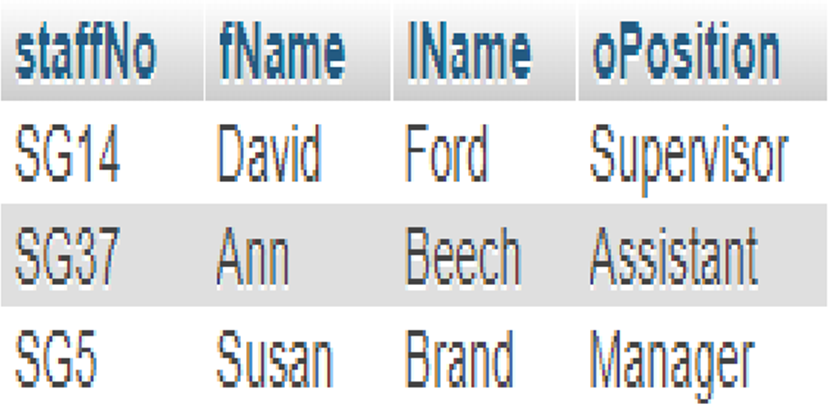 staffNo fName lName oPosition
SG14 David Ford Supervisor
SG37 Ann Beech Assistant
SG5 Susan Brand Manager